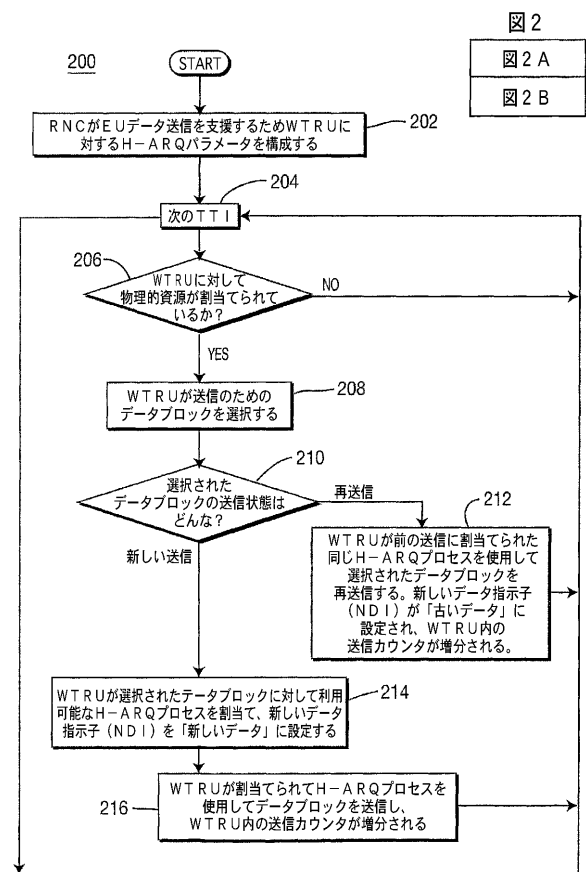 図2
図2A
図2B
200
START
RNCがEUデータ送信を支援するためWTRUに
対するH−ARQパラメータを構成する
202
204
次のTTI
206
WTRUに対して
物理的資源が割当てられて
いるか？
NO
YES
WTRUが送信のための
データブロックを選択する
208
210
選択された
データブロックの送信状態は
どんな？
再送信
新しい送信
212
WTRUが前の送信に割当てられた
同じH−ARQプロセスを使用して
選択されたデータブロックを
再送信する。新しいデータ指示子
（NDI）が「古いデータ」に
設定され、WTRU内の
送信カウンタが増分される。
WTRUが選択されたデータブロックに対して利用
可能なH−ARQプロセスを割当て、新しいデータ
指示子（NDI）を「新しいデータ」に設定する
214
WTRUが割当てられてH−ARQプロセスを
使用してデータブロックを送信し、
WTRU内の送信カウンタが増分される
216